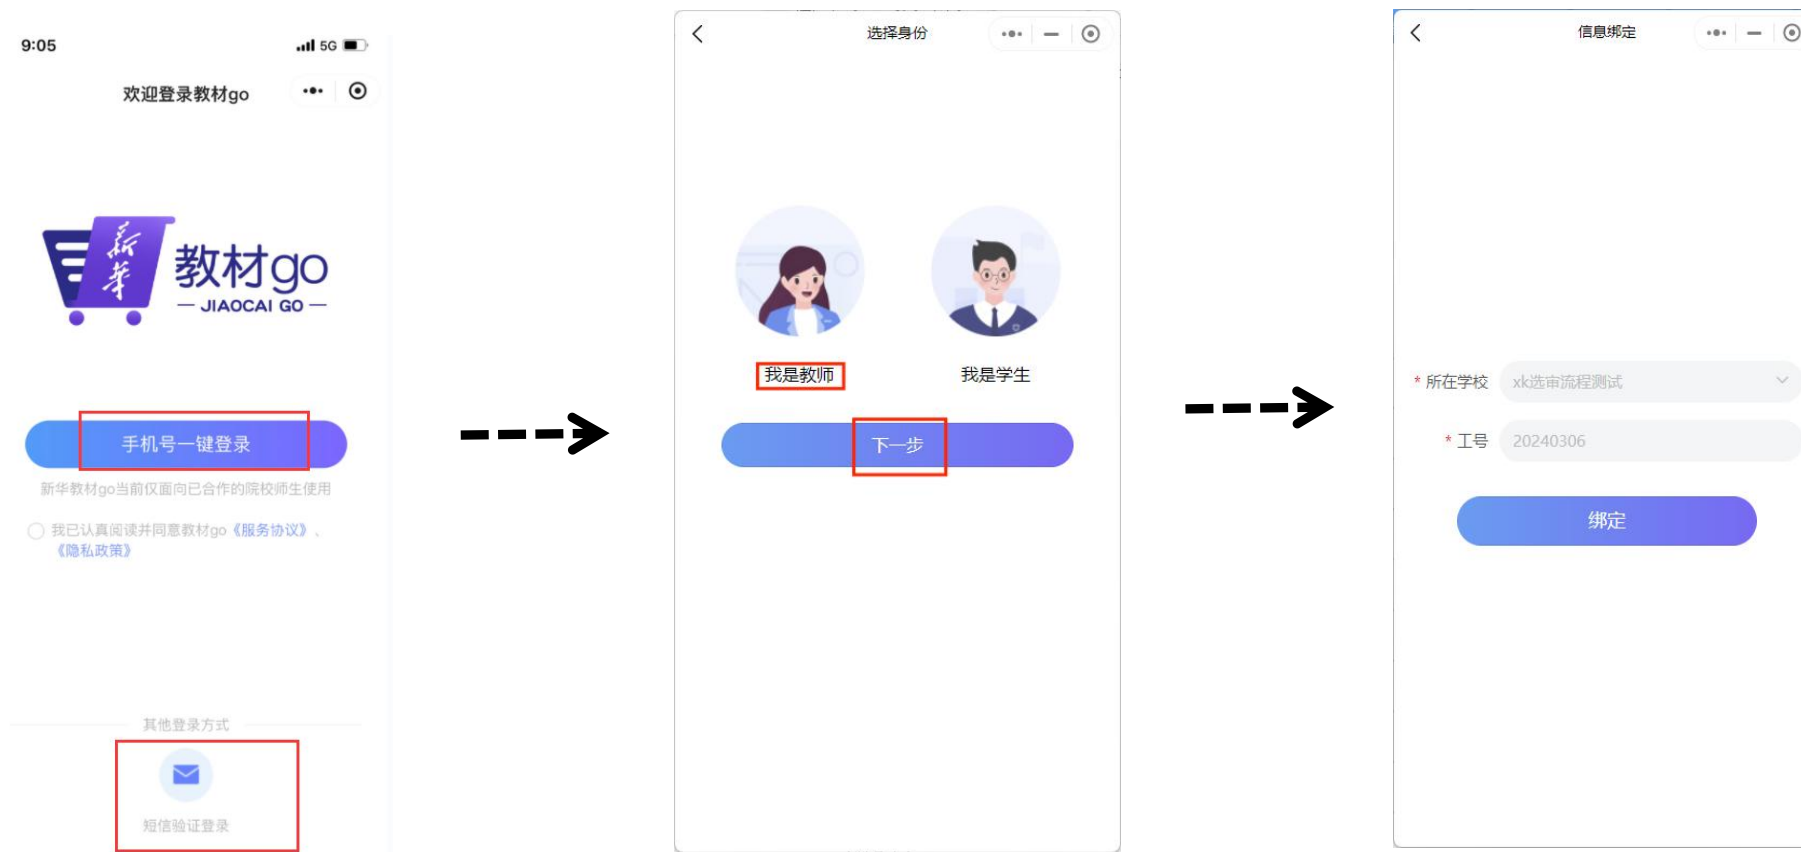 9:05
5G
欢迎登录教材go
新华
教材go
— JIAOCAI GO —
手机号一键登录
新华教材go当前仅面向已合作的院校师生使用
我已认真阅读并同意教材go《服务协议》、
《隐私政策》
其他登录方式
短信验证登录
选择身份
我是教师
我是学生
下一步
信息绑定
* 所在学校 xk选审流程测试
* 工号 20240306
绑定